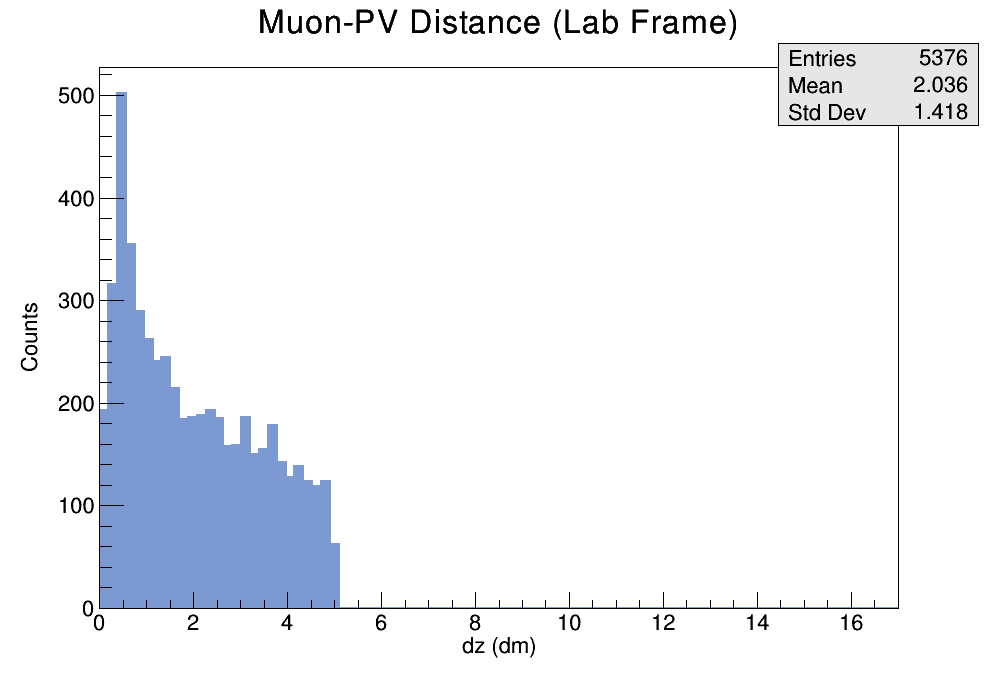 Muon-PV Distance (Lab Frame)
Entries 5376
Mean 2.036
Std Dev 1.418
500
400
300
200
100
0
Counts
0 2 4 6 8 10 12 14 16
dz (dm)